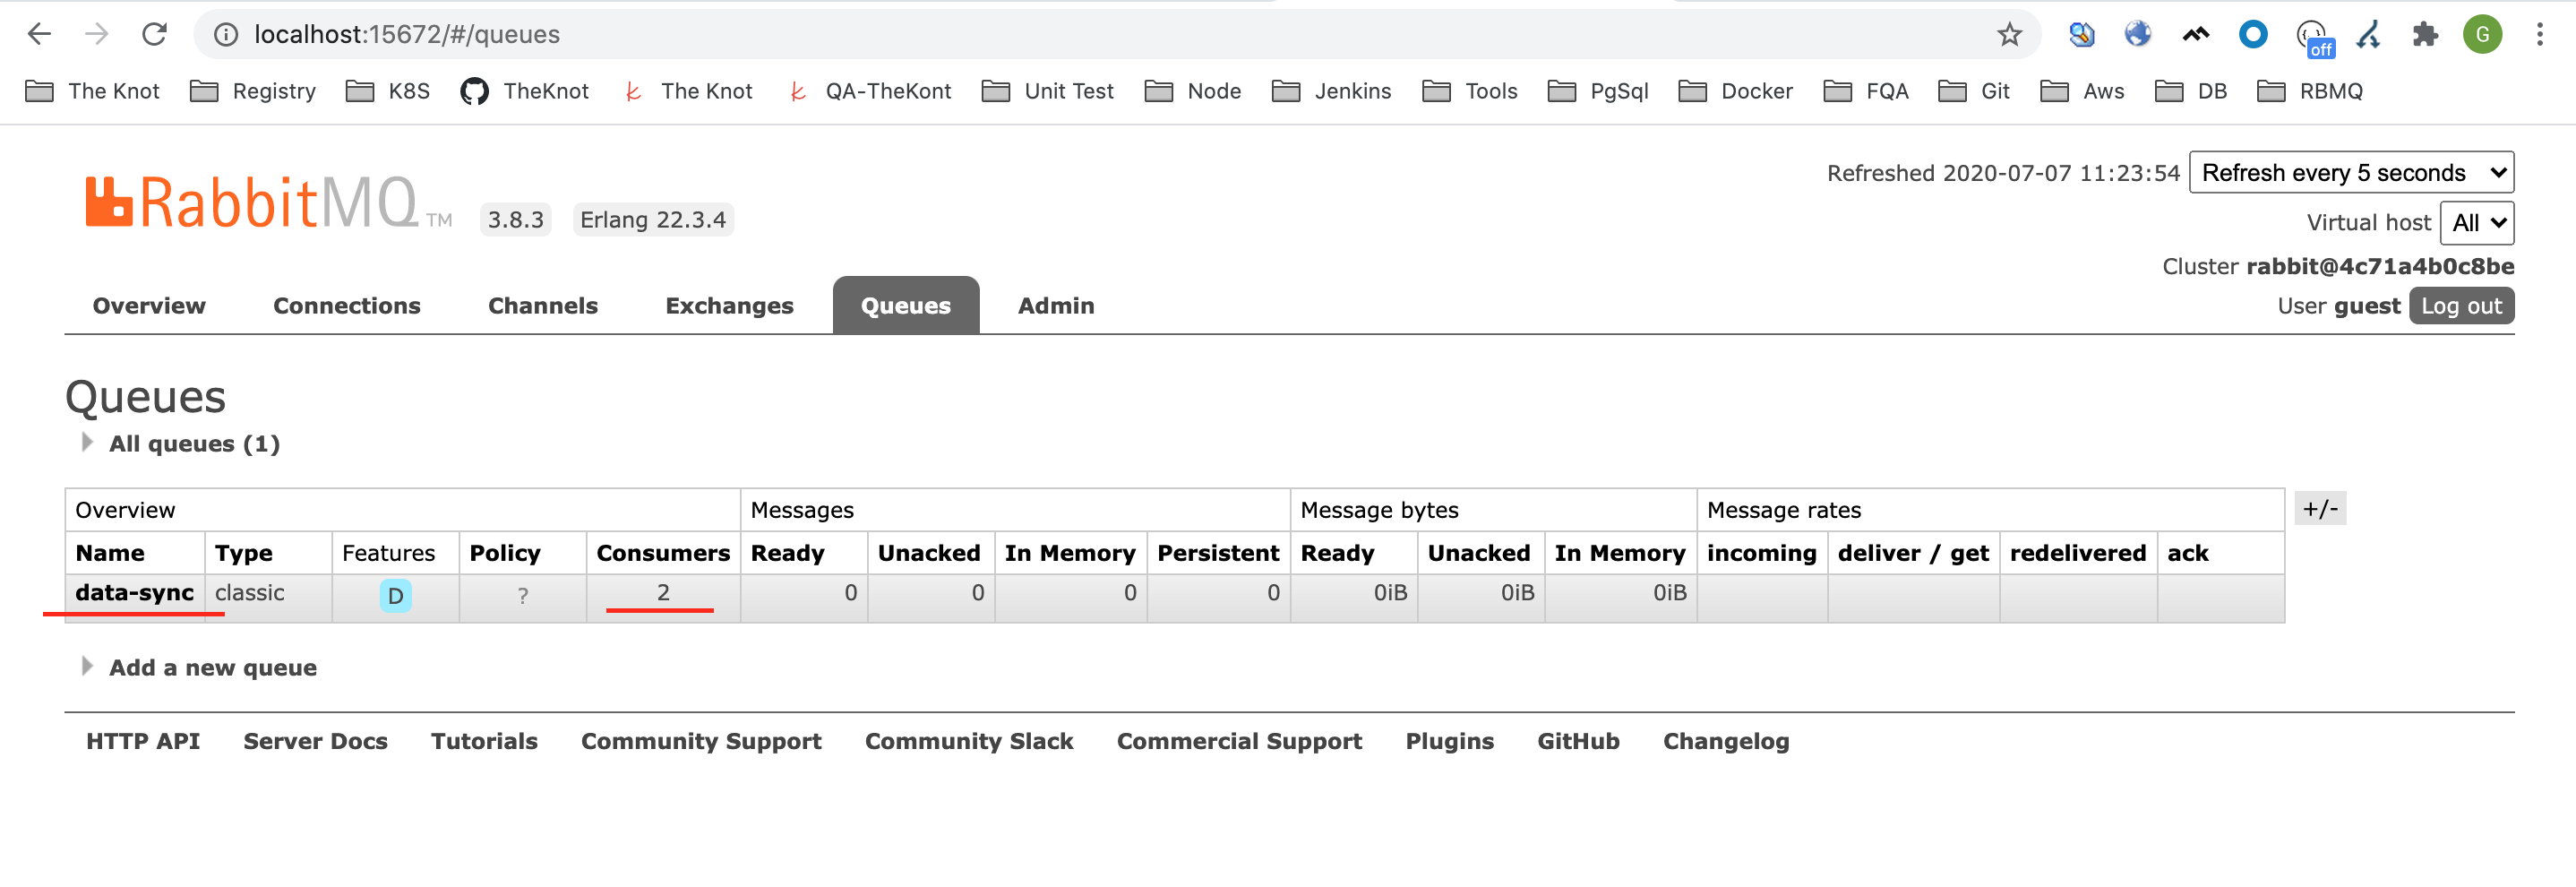 localhost:15672/#/queues
off
G
The Knot Registry K8S TheKnot The Knot QA-TheKont Unit Test Node Jenkins Tools PgSql Docker FQA Git Aws DB RBMQ
Refreshed 2020-07-07 11:23:54 Refresh every 5 seconds
RabbitMQ TM 3.8.3 Erlang 22.3.4
Virtual host All
Cluster rabbit@4c71a4b0c8be
User guest Log out
Overview Connections Channels Exchanges Queues Admin
Queues
All queues (1)
Overview Messages Message bytes Message rates +/-
Name Type Features Policy Consumers Ready Unacked In Memory Persistent Ready Unacked In Memory incoming deliver / get redelivered ack
data-sync classic D ? 2 0 0 0 0 0iB 0iB 0iB
Add a new queue
HTTP API Server Docs Tutorials Community Support Community Slack Commercial Support Plugins GitHub Changelog